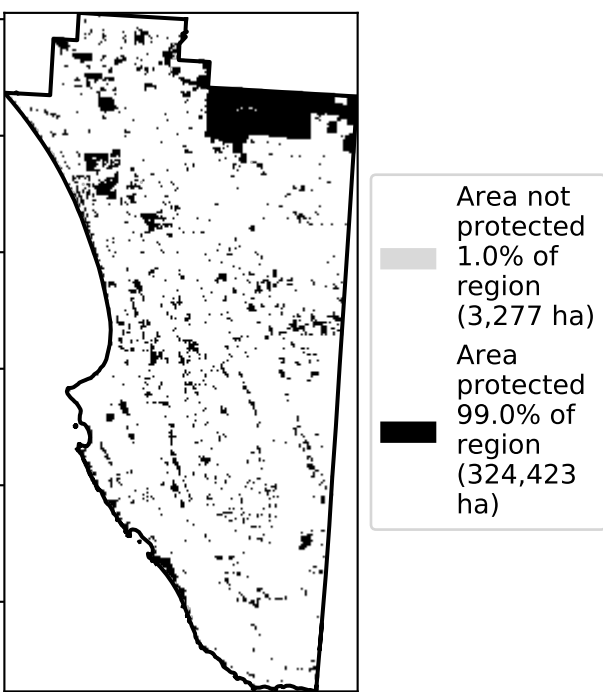 Area not
protected
1.0% of
region
(3,277 ha)
Area
protected
99.0% of
region
(324,423
ha)